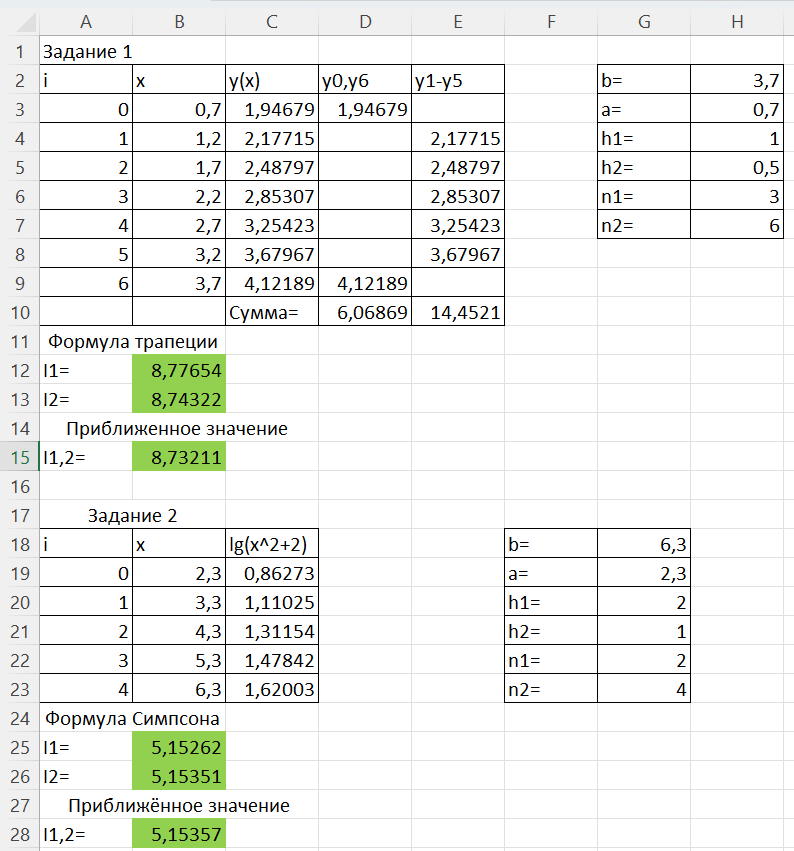 A B C D E F G H
1 Задание 1
2 i x y(x) y0,y6 y1-y5 b= 3,7
3 0 0,7 1,94679 1,94679 a= 0,7
4 1 1,2 2,17715 2,17715 h1= 1
5 2 1,7 2,48797 2,48797 h2= 0,5
6 3 2,2 2,85307 2,85307 n1= 3
7 4 2,7 3,25423 3,25423 n2= 6
8 5 3,2 3,67967 3,67967
9 6 3,7 4,12189 4,12189
10 Сумма= 6,06869 14,4521
11 Формула трапеции
12 I1= 8,77654
13 I2= 8,74322
14 Приближенное значение
15 I1,2= 8,73211
16
17 Задание 2
18 i x lg(x^2+2) b= 6,3
19 0 2,3 0,86273 a= 2,3
20 1 3,3 1,11025 h1= 2
21 2 4,3 1,31154 h2= 1
22 3 5,3 1,47842 n1= 2
23 4 6,3 1,62003 n2= 4
24 Формула Симпсона
25 I1= 5,15262
26 I2= 5,15351
27 Приближённое значение
28 I1,2= 5,15357